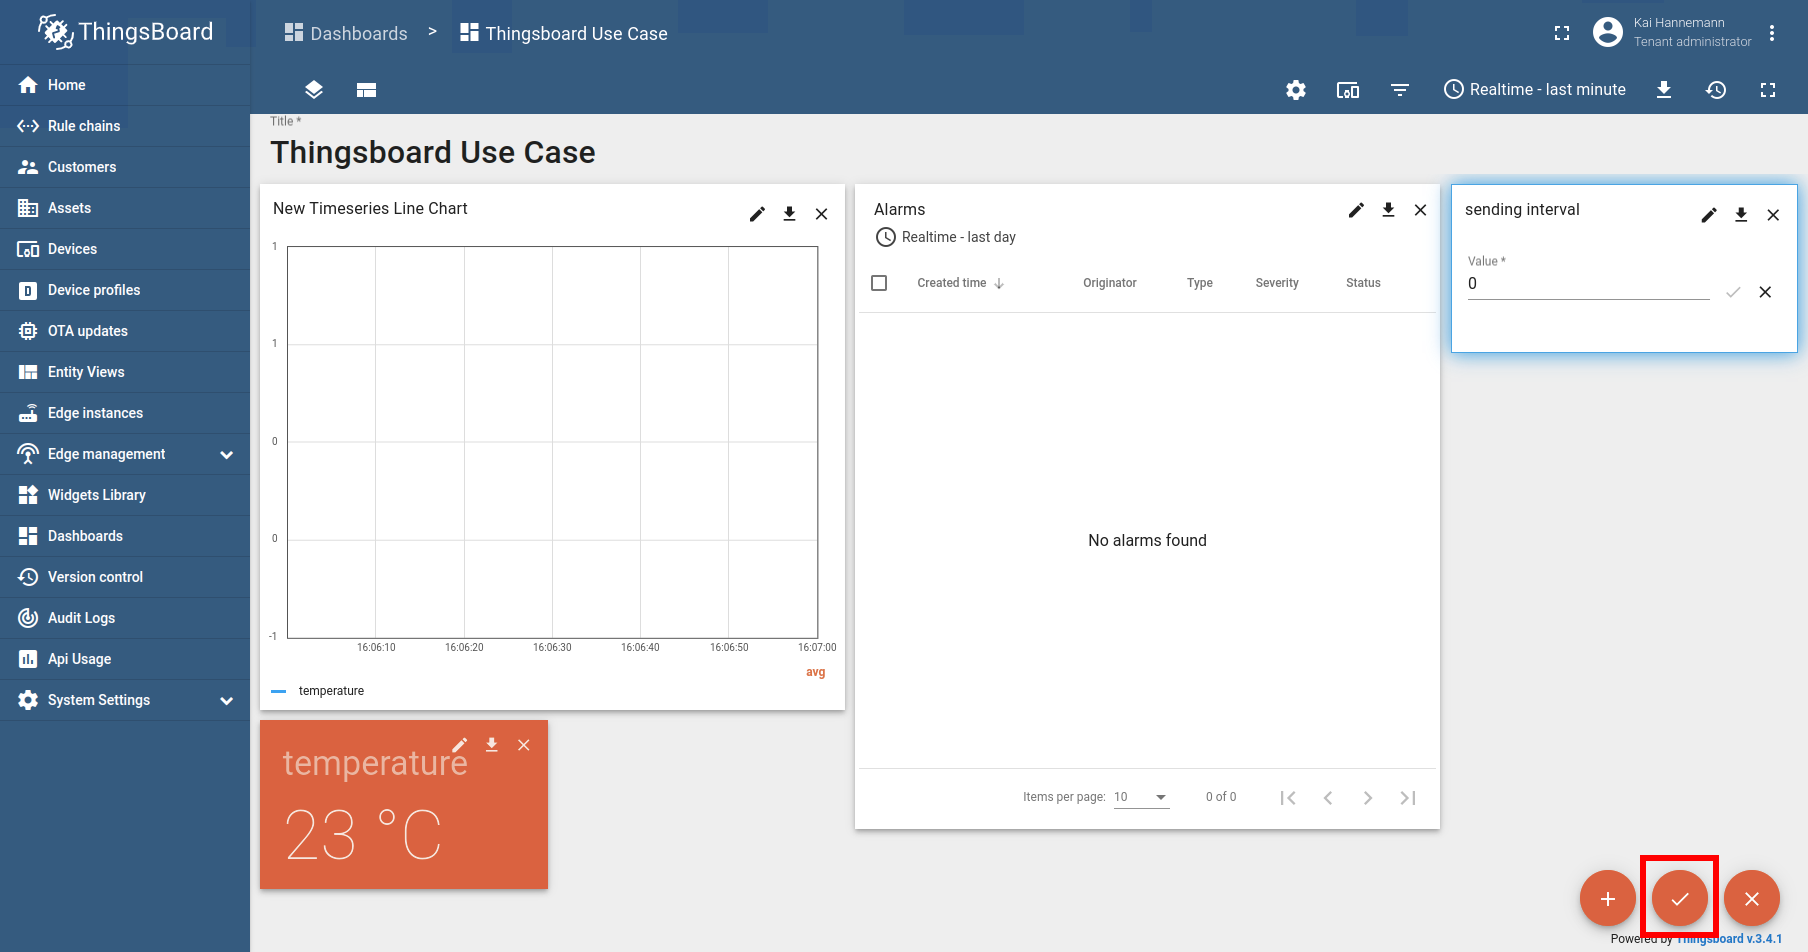 ThingsBoard
Dashboards > Thingsboard Use Case
Kai Hannemann
Tenant administrator
Realtime - last minute
Home
Rule chains
Customers
Assets
Devices
Device profiles
OTA updates
Entity Views
Edge instances
Edge management
Widgets Library
Dashboards
Version control
Audit Logs
Api Usage
System Settings
Title *
Thingsboard Use Case
New Timeseries Line Chart
1
1
0
0
-1
16:06:10 16:06:20 16:06:30 16:06:40 16:06:50 16:07:00
avg
temperature
temperature
23 °C
Alarms
Realtime - last day
Created time Originator Type Severity Status
No alarms found
Items per page: 10 0 of 0
sending interval
Value *
0
Powered by Thingsboard v.3.4.1